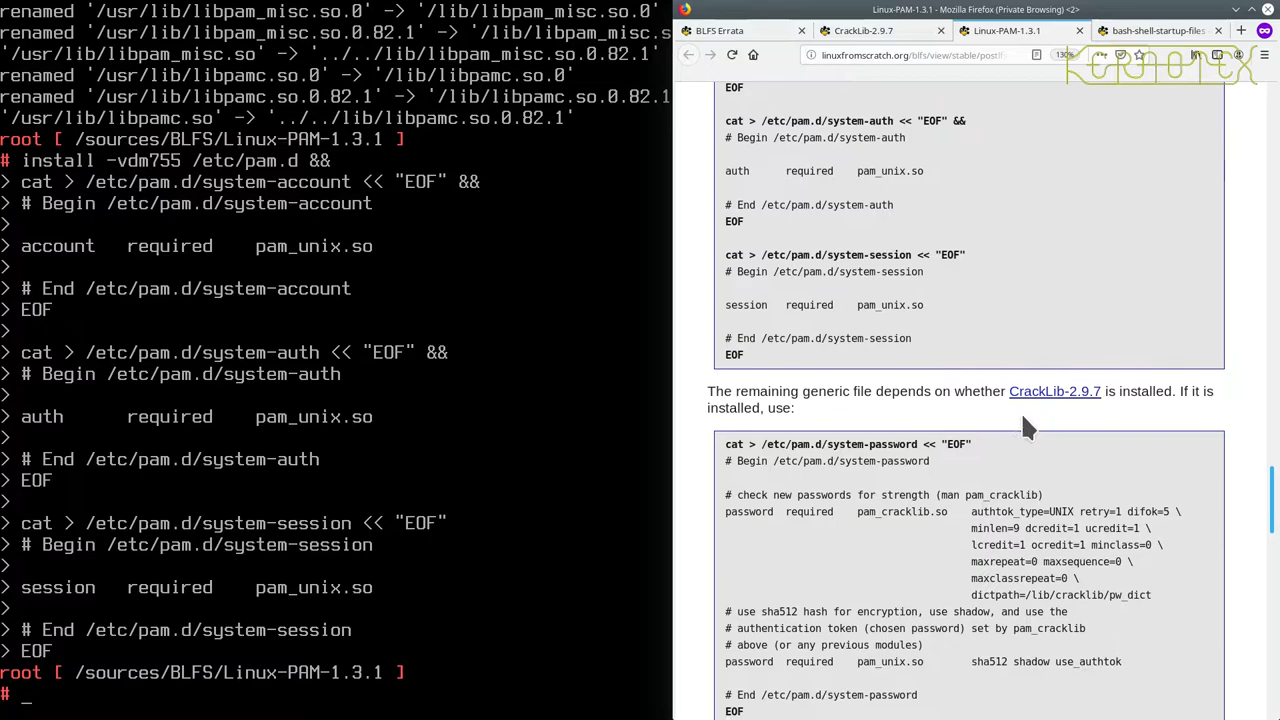 renamed '/usr/lib/libpam_misc.so.0' -> '/lib/libpam_misc.so.0'
renamed '/usr/lib/libpam_misc.so.0.82.1' -> '/lib/libpam_misc.s
'/usr/lib/libpam_misc.so' -> '../../lib/libpam_misc.so.0.82.1'
renamed '/usr/lib/libpamc.so.0' -> '/lib/libpamc.so.0'
renamed '/usr/lib/libpamc.so.0.82.1' -> '/lib/libpamc.so.0.82.1
'/usr/lib/libpamc.so' -> '../../lib/libpamc.so.0.82.1'
root [ /sources/BLFS/Linux-PAM-1.3.1 ]
# install -vdm755 /etc/pam.d &&
> cat > /etc/pam.d/system-account << "EOF" &&
> # Begin /etc/pam.d/system-account
>
> account required pam_unix.so
>
> # End /etc/pam.d/system-account
> EOF
>
> cat > /etc/pam.d/system-auth << "EOF" &&
> # Begin /etc/pam.d/system-auth
>
> auth required pam_unix.so
>
> # End /etc/pam.d/system-auth
> EOF
>
> cat > /etc/pam.d/system-session << "EOF"
> # Begin /etc/pam.d/system-session
>
> session required pam_unix.so
>
> # End /etc/pam.d/system-session
> EOF
root [ /sources/BLFS/Linux-PAM-1.3.1 ]
# _
Linux-PAM-1.3.1 - Mozilla Firefox (Private Browsing) <2>
BLFS Errata
CrackLib-2.9.7
Linux-PAM-1.3.1
bash-shell-startup-files
linuxfromscratch.org/blfs/view/stable/postlf
130%
KERNOTEX
EOF
cat > /etc/pam.d/system-auth << "EOF" &&
# Begin /etc/pam.d/system-auth
auth required pam_unix.so
# End /etc/pam.d/system-auth
EOF
cat > /etc/pam.d/system-session << "EOF"
# Begin /etc/pam.d/system-session
session required pam_unix.so
# End /etc/pam.d/system-session
EOF
The remaining generic file depends on whether CrackLib-2.9.7 is installed. If it is
installed, use:
cat > /etc/pam.d/system-password << "EOF"
# Begin /etc/pam.d/system-password
# check new passwords for strength (man pam_cracklib)
password required pam_cracklib.so authtok_type=UNIX retry=1 difok=5 \
minlen=9 dcredit=1 ucredit=1 \
lcredit=1 ocredit=1 minclass=0 \
maxrepeat=0 maxsequence=0 \
maxclassrepeat=0 \
dictpath=/lib/cracklib/pw_dict
# use sha512 hash for encryption, use shadow, and use the
# authentication token (chosen password) set by pam_cracklib
# above (or any previous modules)
password required pam_unix.so sha512 shadow use_authtok
# End /etc/pam.d/system-password
EOF